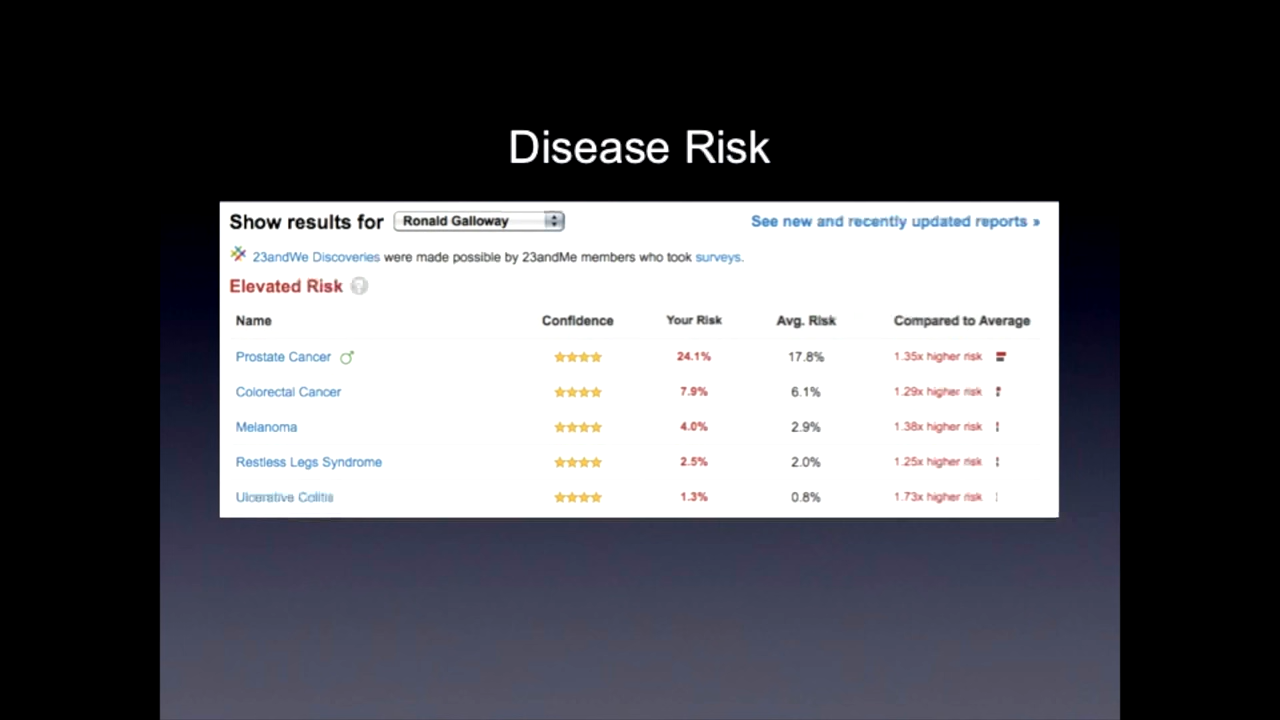 Disease Risk
Show results for Ronald Galloway See new and recently updated reports »
23andWe Discoveries were made possible by 23andMe members who took surveys.
Elevated Risk ?
Name Confidence Your Risk Avg. Risk Compared to Average
Prostate Cancer ♂ 24.1% 17.8% 1.35x higher risk
Colorectal Cancer 7.9% 6.1% 1.29x higher risk
Melanoma 4.0% 2.9% 1.38x higher risk
Restless Legs Syndrome 2.5% 2.0% 1.25x higher risk
Ulcerative Colitis 1.3% 0.8% 1.73x higher risk